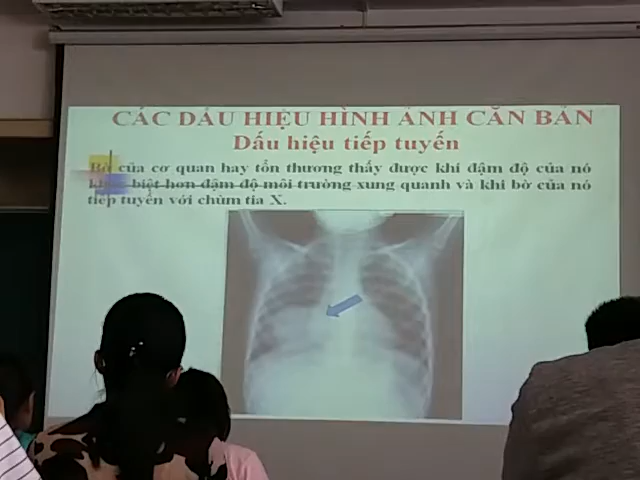 CÁC DẤU HIỆU HÌNH ẢNH CĂN BẢN
Dấu hiệu tiếp tuyến
Bờ của cơ quan hay tổn thương thấy được khi đậm độ của nó
khác biệt hơn đậm độ môi trường xung quanh và khi bờ của nó
tiếp tuyến với chùm tia X.